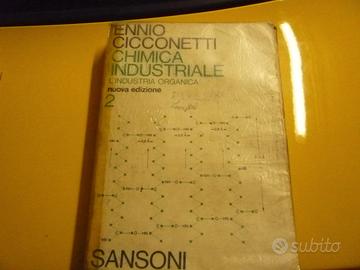 ENNIO
CICCONETTI
CHIMICA
INDUSTRIALE
L'INDUSTRIA ORGANICA
nuova edizione
2
SANSONI
subito